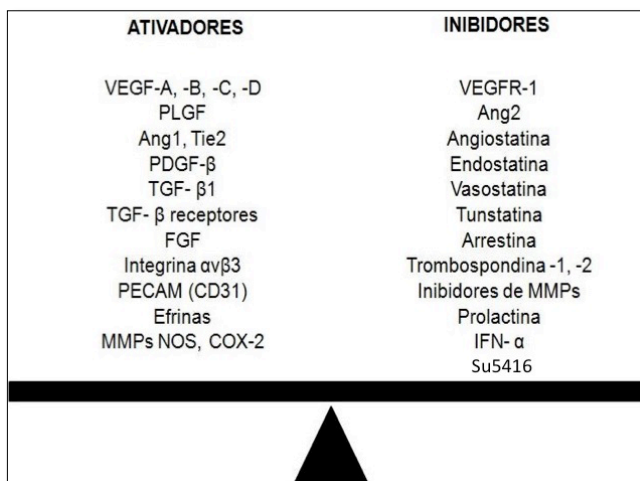 ATIVADORES
VEGF-A, -B, -C, -D
PLGF
Ang1, Tie2
PDGF-β
TGF- β1
TGF- β receptores
FGF
Integrina αvβ3
PECAM (CD31)
Efrinas
MMPs NOS, COX-2
INIBIDORES
VEGFR-1
Ang2
Angiostatina
Endostatina
Vasostatina
Tunstatina
Arrestina
Trombospondina -1, -2
Inibidores de MMPs
Prolactina
IFN- α
Su5416